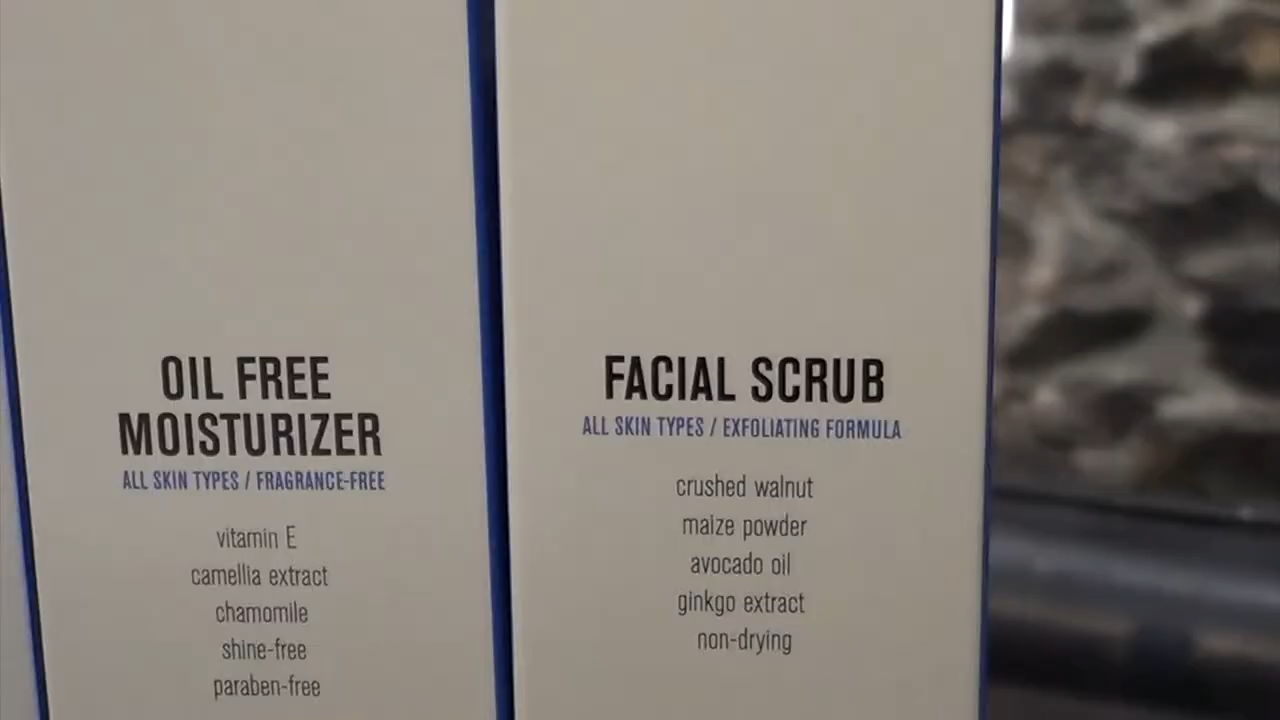 OIL FREE
MOISTURIZER
ALL SKIN TYPES / FRAGRANCE-FREE
vitamin E
camellia extract
chamomile
shine-free
paraben-free
FACIAL SCRUB
ALL SKIN TYPES / EXFOLIATING FORMULA
crushed walnut
maize powder
avocado oil
ginkgo extract
non-drying